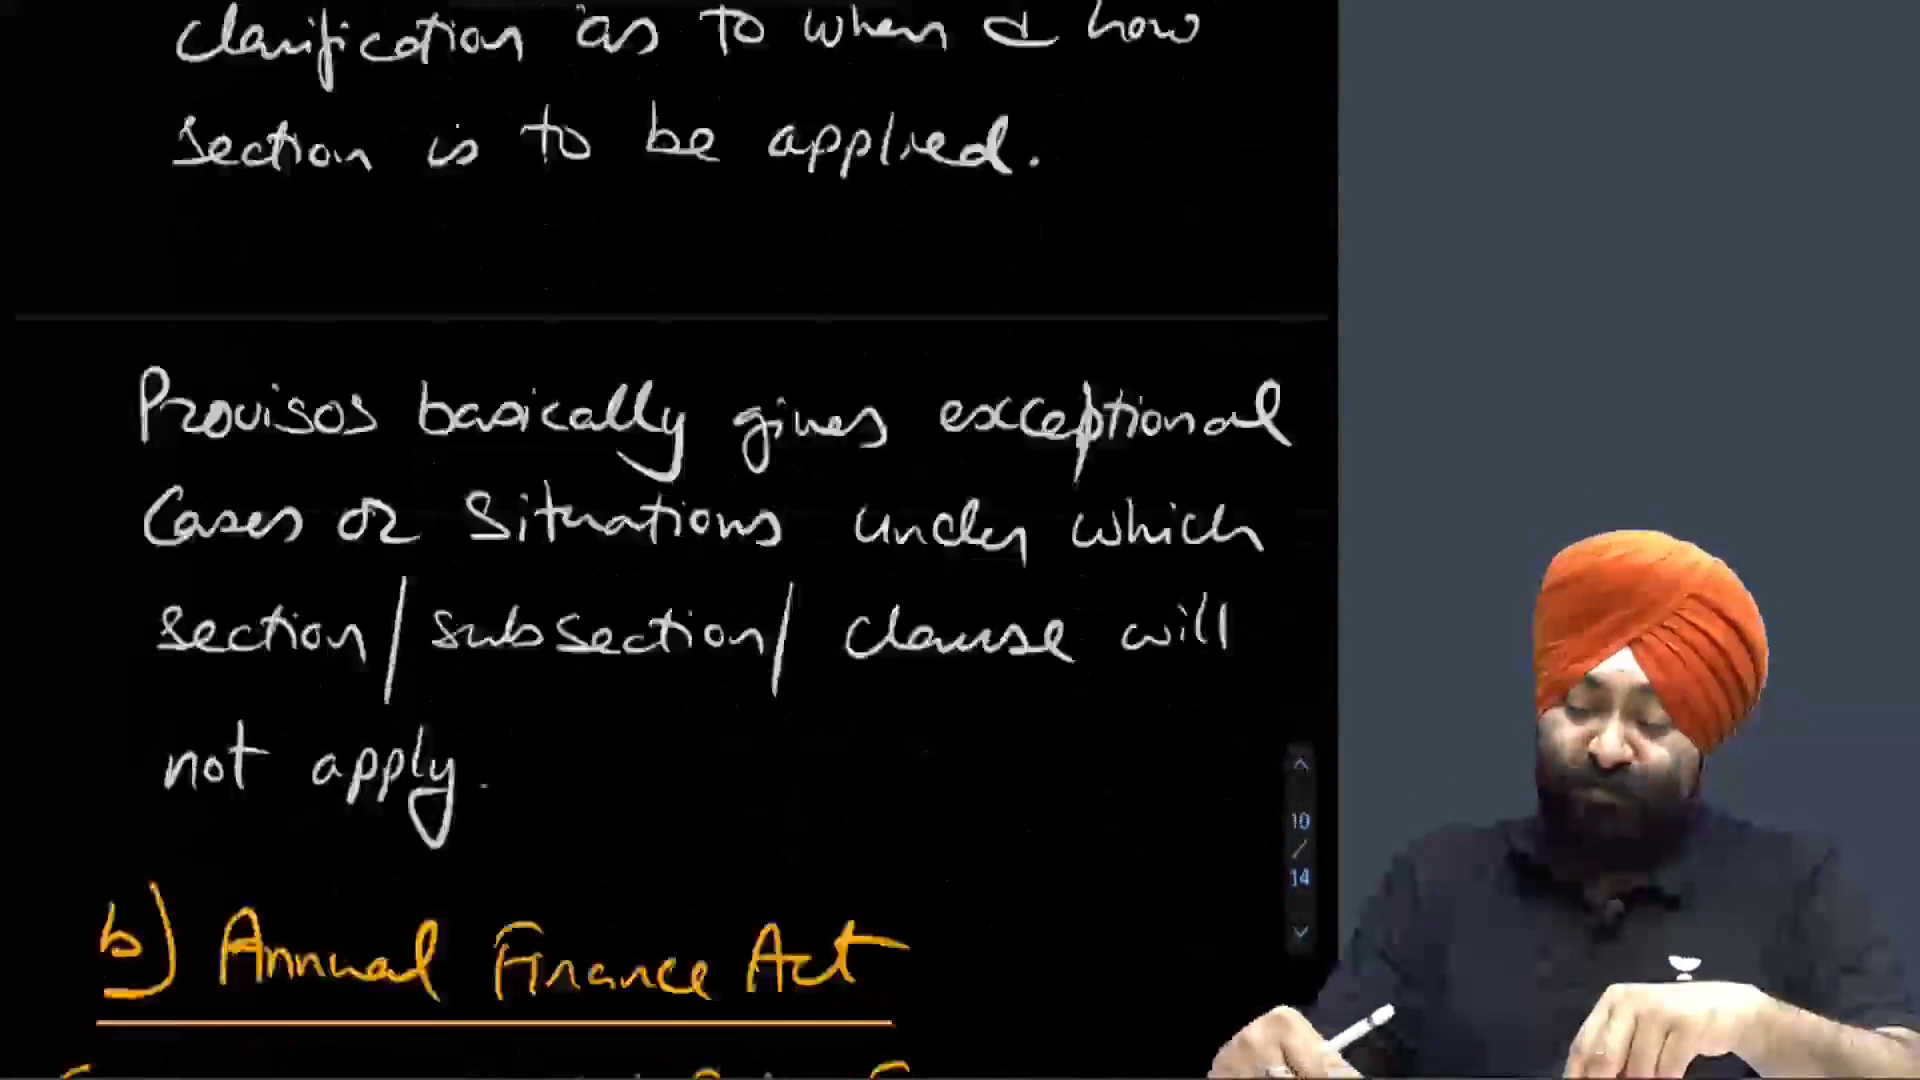 clarification as to when & how
section is to be applied.
Provisos basically gives exceptional
Cases or Situations under which
section/subsection/clause will
not apply.
b) Annual Finance Act
10
/
14